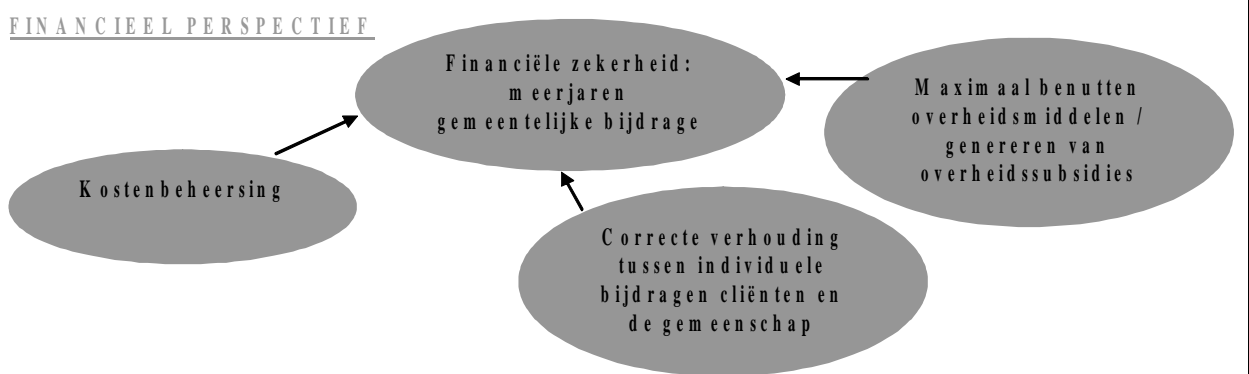 FINANCIEEL PERSPECTIEF
Financiële zekerheid:
meerjaren
gemeentelijke bijdrage
Maximaal benutten
overheidsmiddelen /
genereren van
overheidssubsidies
Kostenbeheersing
Correcte verhouding
tussen individuele
bijdragen cliënten en
de gemeenschap